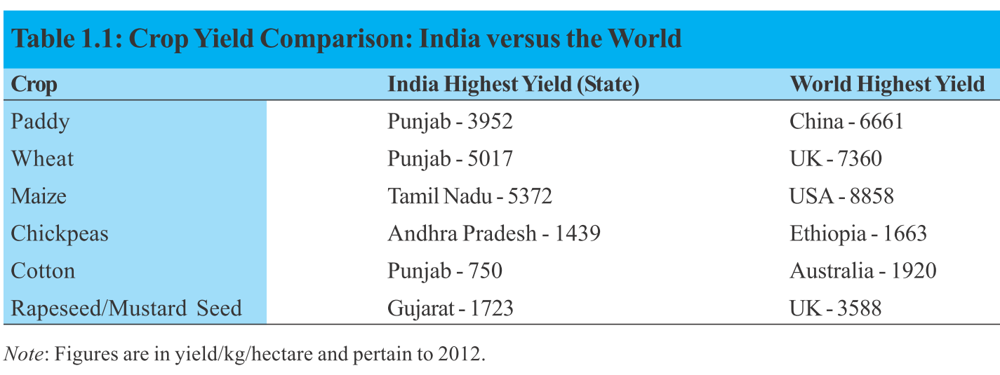 Table 1.1: Crop Yield Comparison: India versus the World
Crop India Highest Yield (State) World Highest Yield
Paddy Punjab - 3952 China - 6661
Wheat Punjab - 5017 UK - 7360
Maize Tamil Nadu - 5372 USA - 8858
Chickpeas Andhra Pradesh - 1439 Ethiopia - 1663
Cotton Punjab - 750 Australia - 1920
Rapeseed/Mustard Seed Gujarat - 1723 UK - 3588
Note: Figures are in yield/kg/hectare and pertain to 2012.